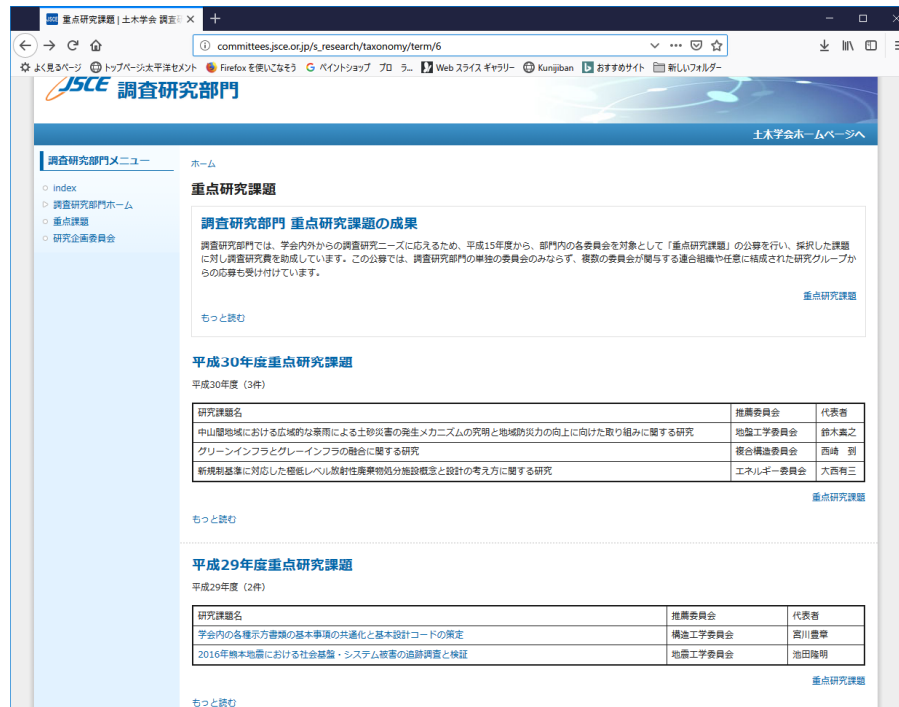 重点研究課題 | 土木学会 調査研
committees.jsce.or.jp/s_research/taxonomy/term/6
よく見るページ トップページ:太平洋セメント Firefox を使いこなそう ペイントショップ プロ ラ... Web スライス ギャラリー Kunijiban おすすめサイト 新しいフォルダー
JSCE 調査研究部門
土木学会ホームページへ
調査研究部門メニュー
index
調査研究部門ホーム
重点課題
研究企画委員会
ホーム
重点研究課題
調査研究部門 重点研究課題の成果
調査研究部門では、学会内外からの調査研究ニーズに応えるため、平成15年度から、部門内の各委員会を対象として「重点研究課題」の公募を行い、採択した課題
に対し調査研究費を助成しています。この公募では、調査研究部門の単独の委員会のみならず、複数の委員会が関与する連合組織や任意に結成された研究グループか
らの応募も受け付けています。
重点研究課題
もっと読む
平成30年度重点研究課題
平成30年度（3件）
研究課題名 推薦委員会 代表者
中山間地域における広域的な豪雨による土砂災害の発生メカニズムの究明と地域防災力の向上に向けた取り組みに関する研究 地盤工学委員会 鈴木素之
グリーンインフラとグレーインフラの融合に関する研究 複合構造委員会 西崎 到
新規制基準に対応した極低レベル放射性廃棄物処分施設概念と設計の考え方に関する研究 エネルギー委員会 大西有三
重点研究課題
もっと読む
平成29年度重点研究課題
平成29年度（2件）
研究課題名 推薦委員会 代表者
学会内の各種示方書類の基本事項の共通化と基本設計コードの策定 構造工学委員会 宮川豊章
2016年熊本地震における社会基盤・システム被害の追跡調査と検証 地震工学委員会 池田隆明
重点研究課題
もっと読む